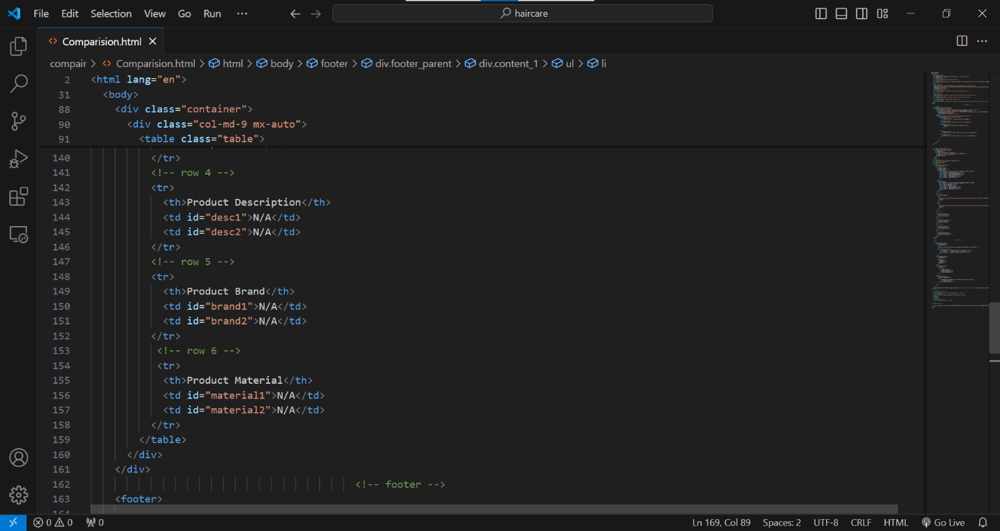 File Edit Selection View Go Run ··· haircare
Comparision.html
compair > Comparision.html > html > body > footer > div.footer_parent > div.content_1 > ul > li
2 <html lang="en">
31 <body>
88 <div class="container">
90 <div class="col-md-9 mx-auto">
91 <table class="table">
140 </tr>
141 <!-- row 4 -->
142 <tr>
143 <th>Product Description</th>
144 <td id="desc1">N/A</td>
145 <td id="desc2">N/A</td>
146 </tr>
147 <!-- row 5 -->
148 <tr>
149 <th>Product Brand</th>
150 <td id="brand1">N/A</td>
151 <td id="brand2">N/A</td>
152 </tr>
153 <!-- row 6 -->
154 <tr>
155 <th>Product Material</th>
156 <td id="material1">N/A</td>
157 <td id="material2">N/A</td>
158 </tr>
159 </table>
160 </div>
161 </div>
162 <!-- footer -->
163 <footer>
164
0 0 0 Ln 169, Col 89 Spaces: 2 UTF-8 CRLF HTML Go Live